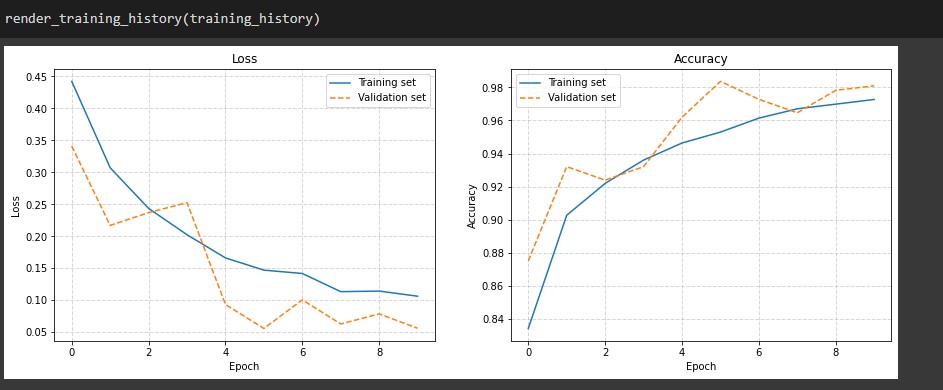 render_training_history(training_history)
Loss
Training set
Validation set
0.45
0.40
0.35
0.30
0.25
0.20
0.15
0.10
0.05
Loss
0 2 4 6 8
Epoch
Accuracy
Training set
Validation set
0.98
0.96
0.94
0.92
0.90
0.88
0.86
0.84
Accuracy
0 2 4 6 8
Epoch